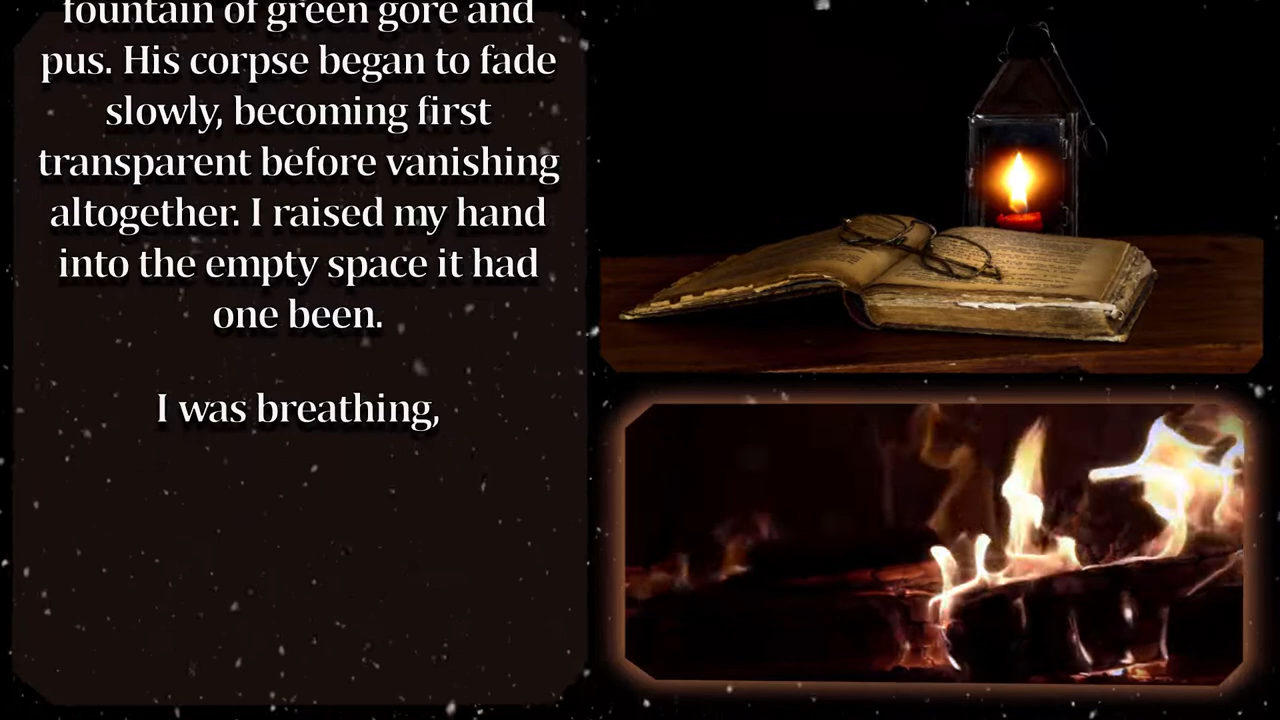 fountain of green gore and
pus. His corpse began to fade
slowly, becoming first
transparent before vanishing
altogether. I raised my hand
into the empty space it had
one been.
I was breathing,